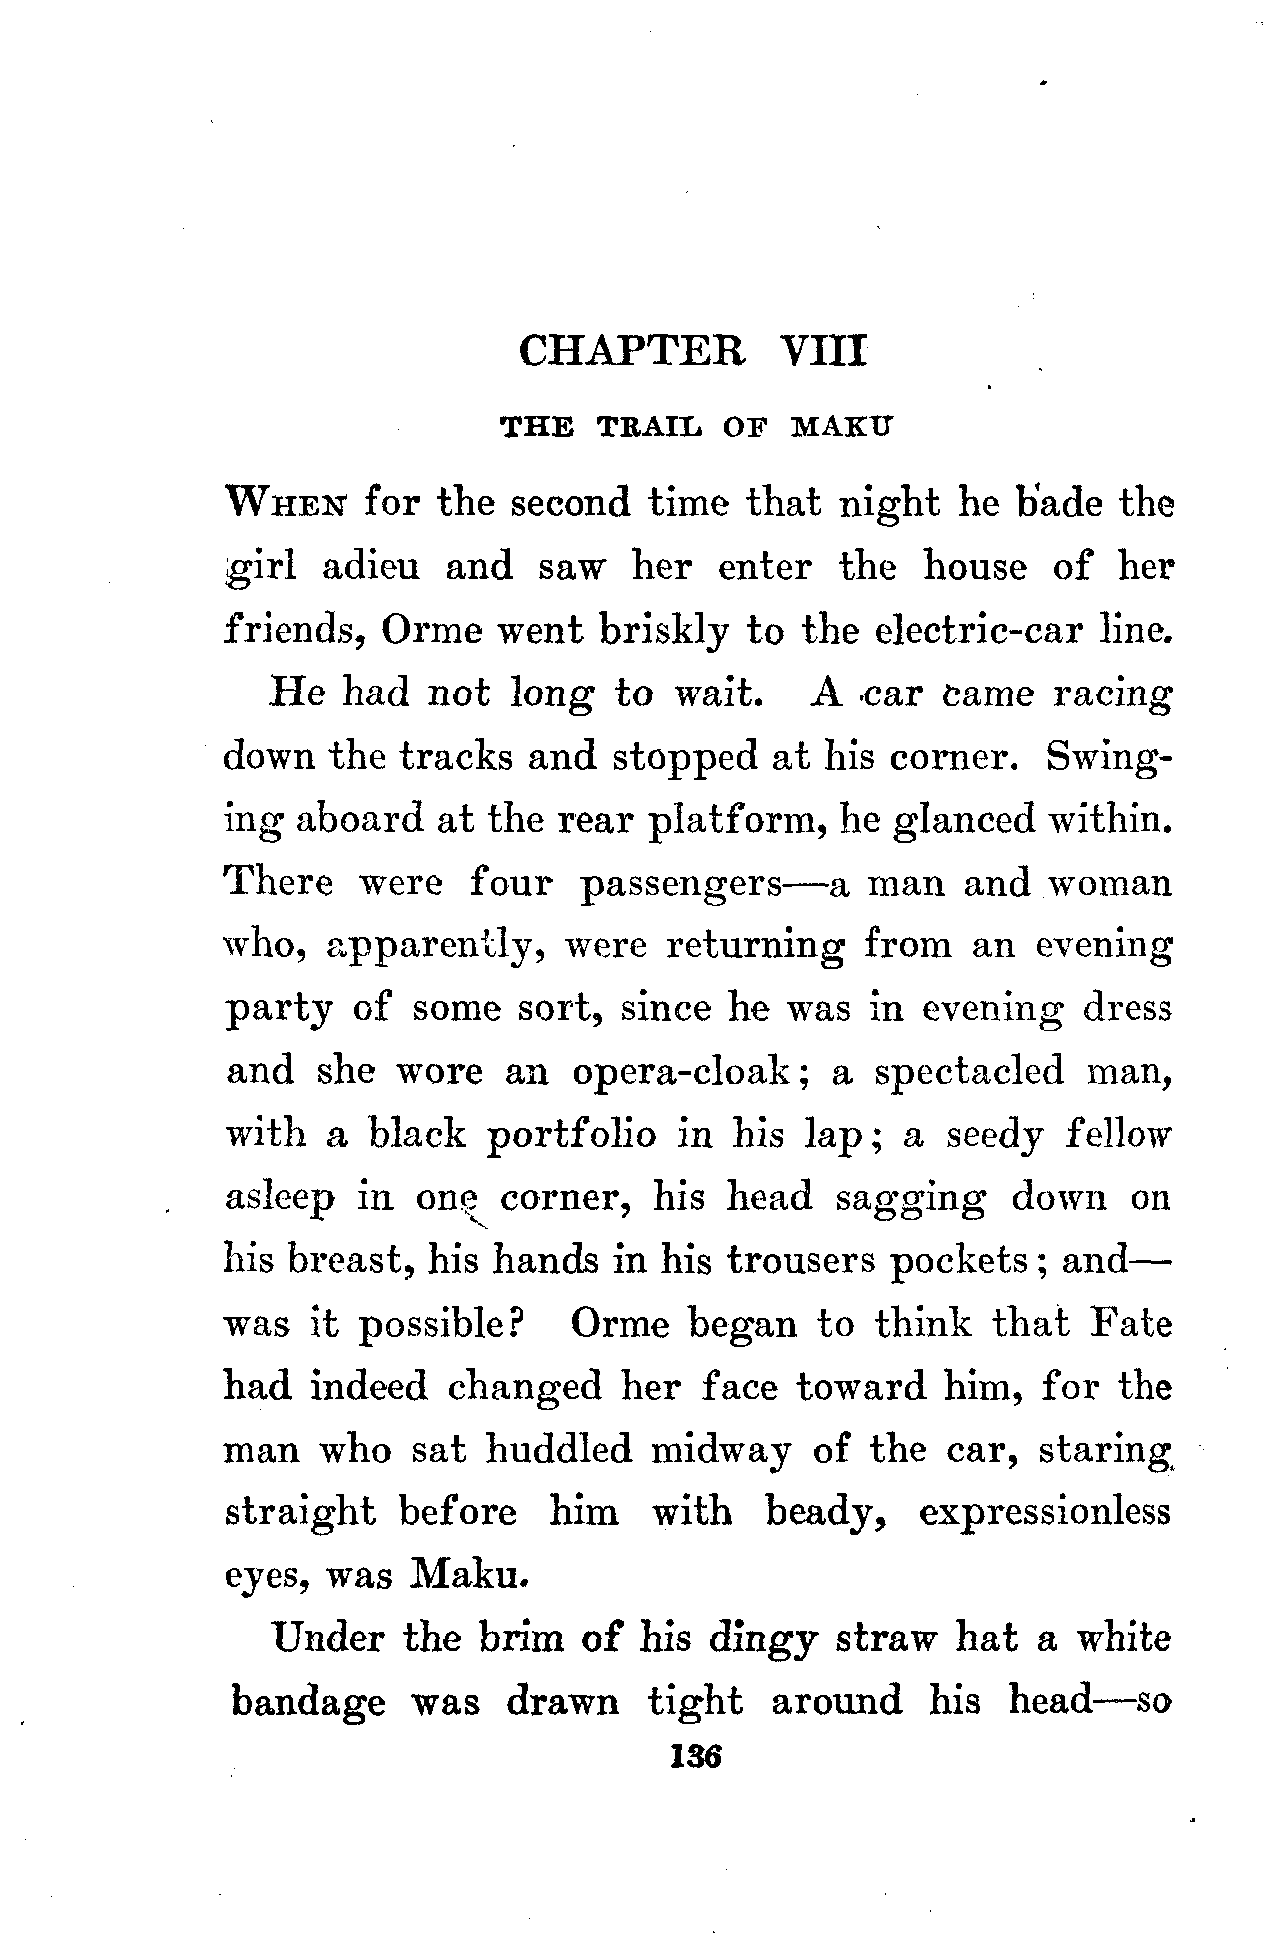 CHAPTER VIII
THE TRAIL OF MAKU
WHEN for the second time that night he bade the
girl adieu and saw her enter the house of her
friends, Orme went briskly to the electric-car line.
He had not long to wait. A car came racing
down the tracks and stopped at his corner. Swing-
ing aboard at the rear platform, he glanced within.
There were four passengers—a man and woman
who, apparently, were returning from an evening
party of some sort, since he was in evening dress
and she wore an opera-cloak; a spectacled man,
with a black portfolio in his lap; a seedy fellow
asleep in one corner, his head sagging down on
his breast, his hands in his trousers pockets; and—
was it possible? Orme began to think that Fate
had indeed changed her face toward him, for the
man who sat huddled midway of the car, staring
straight before him with beady, expressionless
eyes, was Maku.
Under the brim of his dingy straw hat a white
bandage was drawn tight around his head—so
136